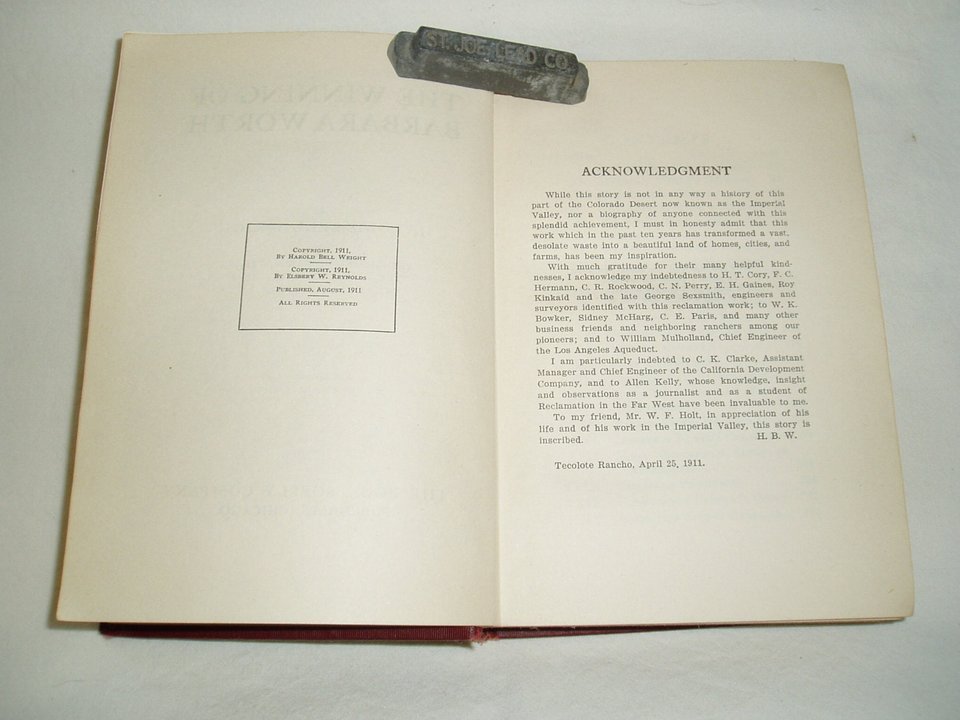 ST. JOE LEAD CO.
THE WINNING OF
BARBARA WORTH
COPYRIGHT, 1911,
BY HAROLD BELL WRIGHT
COPYRIGHT, 1911,
BY ELSBERY W. REYNOLDS
PUBLISHED, AUGUST, 1911
ALL RIGHTS RESERVED
ACKNOWLEDGMENT
While this story is not in any way a history of this
part of the Colorado Desert now known as the Imperial
Valley, nor a biography of anyone connected with this
splendid achievement, I must in honesty admit that this
work which in the past ten years has transformed a vast,
desolate waste into a beautiful land of homes, cities, and
farms, has been my inspiration.
With much gratitude for their many helpful kind-
nesses, I acknowledge my indebtedness to H. T. Cory, F. C.
Hermann, C. R. Rockwood, C. N. Perry, E. H. Gaines, Roy
Kinkaid and the late George Sexsmith, engineers and
surveyors identified with this reclamation work; to W. K.
Bowker, Sidney McHarg, C. E. Paris, and many other
business friends and neighboring ranchers among our
pioneers; and to William Mulholland, Chief Engineer of
the Los Angeles Aqueduct.
I am particularly indebted to C. K. Clarke, Assistant
Manager and Chief Engineer of the California Development
Company, and to Allen Kelly, whose knowledge, insight
and observations as a journalist and as a student of
Reclamation in the Far West have been invaluable to me.
To my friend, Mr. W. F. Holt, in appreciation of his
life and of his work in the Imperial Valley, this story is
inscribed. H. B. W.
Tecolote Rancho, April 25, 1911.